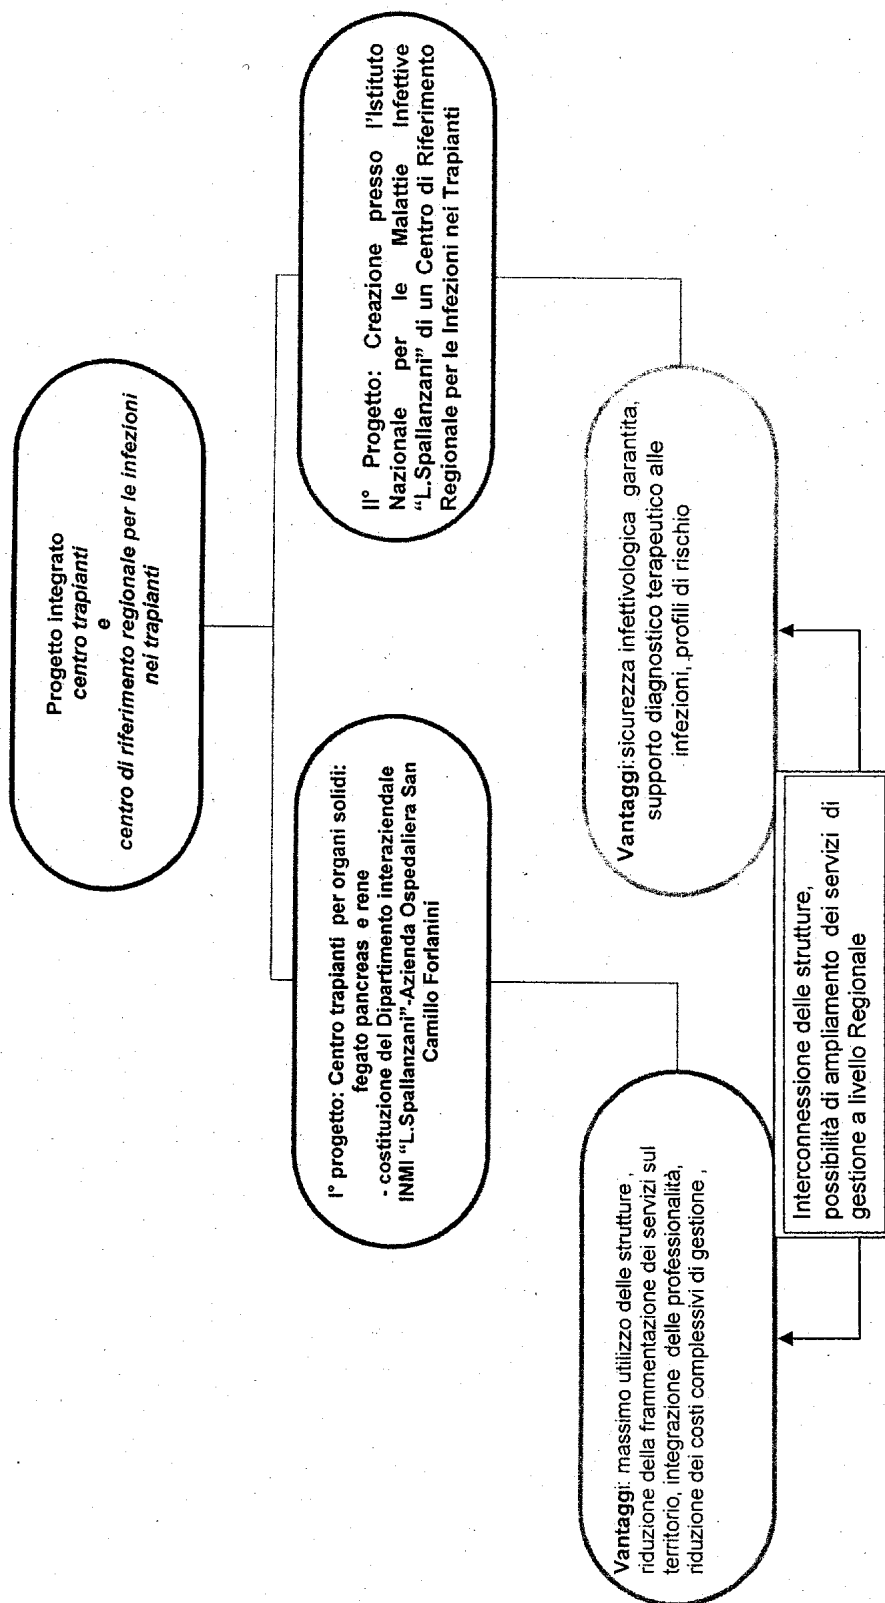 Progetto integrato
centro trapianti
e
centro di riferimento regionale per le infezioni
nei trapianti
I° progetto: Centro trapianti per organi solidi:
fegato pancreas e rene
- costituzione del Dipartimento interaziendale
INMI "L.Spallanzani"-Azienda Ospedaliera San
Camillo Forlanini
II° Progetto: Creazione presso l'Istituto
Nazionale per le Malattie Infettive
"L.Spallanzani" di un Centro di Riferimento
Regionale per le Infezioni nei Trapianti
Vantaggi: massimo utilizzo delle strutture ,
riduzione della frammentazione dei servizi sul
territorio, integrazione delle professionalità,
riduzione dei costi complessivi di gestione ,
Vantaggi:sicurezza infettivologica garantita,
supporto diagnostico terapeutico alle
infezioni, profili di rischio
Interconnessione delle strutture,
possibilità di ampliamento dei servizi di
gestione a livello Regionale